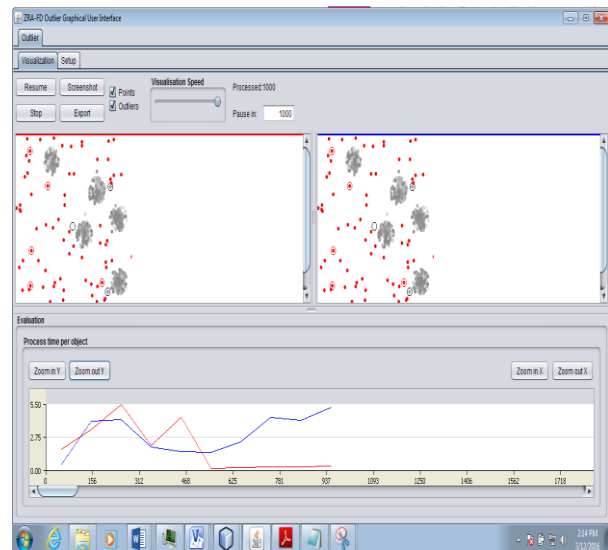 ZRA-FD Outlier Graphical User Interface
Outlier
Visualization Setup
Resume Screenshot Points Visualisation Speed Processed:1000
Stop Export Outliers Pause in: 1000
Evaluation
Process time per object
Zoom in Y Zoom out Y Zoom in X Zoom out X
5.50
2.75
0.00
0 156 312 468 625 781 937 1093 1250 1406 1562 1718
2:14 PM
3/12/2016